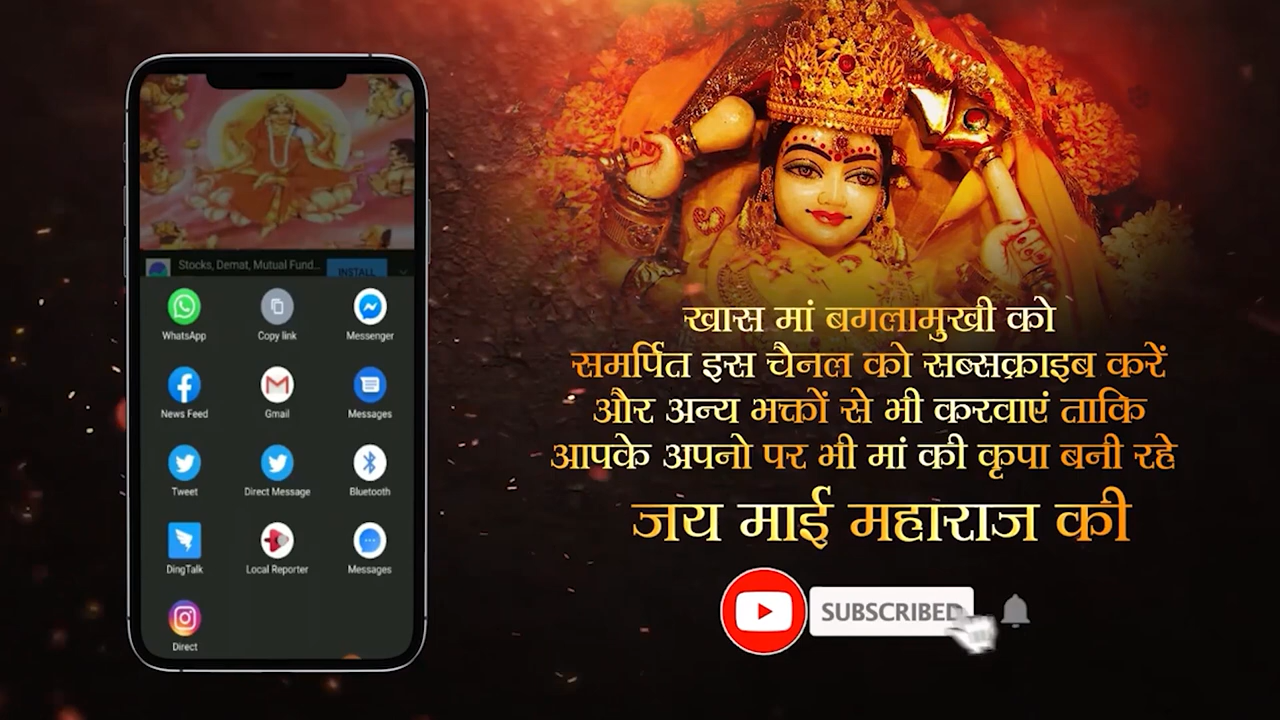 Stocks, Demat, Mutual Fund...
INSTALL
WhatsApp
Copy link
Messenger
News Feed
Gmail
Messages
Tweet
Direct Message
Bluetooth
DingTalk
Local Reporter
Messages
Direct
खास मां बगलामुखी को
समर्पित इस चैनल को सब्सक्राइब करें
और अन्य भक्तों से भी करवाएं ताकि
आपके अपनो पर भी मां की कृपा बनी रहे
जय माई महाराज की
SUBSCRIBED